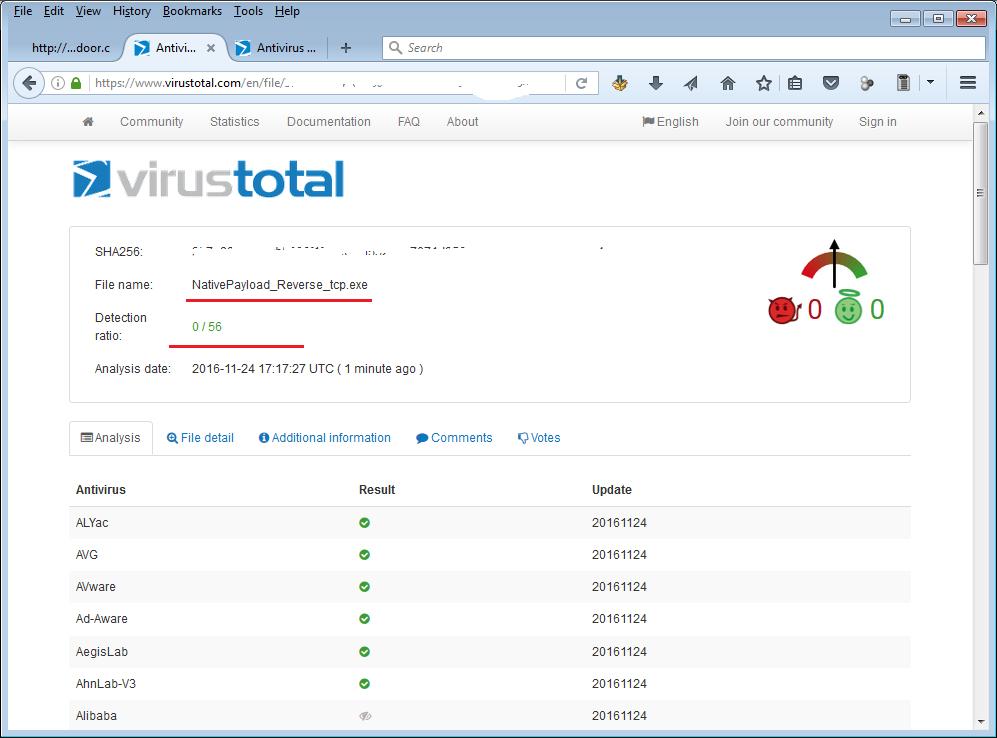 File Edit View History Bookmarks Tools Help
http://...door.c Antivi... Antivirus ... Search
https://www.virustotal.com/en/file/
Community Statistics Documentation FAQ About English Join our community Sign in
virustotal
SHA256:
File name: NativePayload_Reverse_tcp.exe
Detection ratio: 0 / 56
Analysis date: 2016-11-24 17:17:27 UTC ( 1 minute ago )
0 0
Analysis File detail Additional information Comments Votes
Antivirus Result Update
ALYac 20161124
AVG 20161124
AVware 20161124
Ad-Aware 20161124
AegisLab 20161124
AhnLab-V3 20161124
Alibaba 20161124